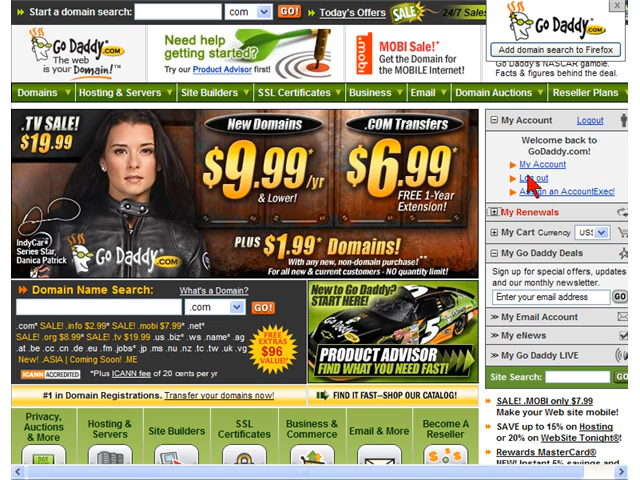 Start a domain search:
.com
GO!
Today's Offers
SALE
24/7 Sales
x
Go Daddy.COM
The web
is your Domain!™
Need help
getting started?
Try our Product Advisor first!
.mobi
.MOBI Sale!*
Get the Domain for
the MOBILE Internet!
Go Daddy.COM
Add domain search to Firefox
Go Daddy's NASCAR gamble.
Facts & figures behind the deal.
Domains
Hosting & Servers
Site Builders
SSL Certificates
Business
Email
Domain Auctions
Reseller Plans
.TV SALE!
$19.99
New Domains
$9.99*/yr
& Lower!
.COM Transfers
$6.99*
FREE 1-Year
Extension!
IndyCar®
Series Star,
Danica Patrick
Go Daddy.COM
PLUS $1.99* Domains!
With any new, non-domain purchase!**
For all new & current customers - NO quantity limit!
My Account
Logout
Welcome back to
GoDaddy.com!
My Account
Log out
Assign an AccountExec!
My Renewals
My Cart
Currency
US$
My Go Daddy Deals
Sign up for special offers, updates
and our monthly newsletter.
Enter your email address
GO
My Email Account
My eNews
My Go Daddy LIVE
Site Search:
GO
Domain Name Search:
What's a Domain?
.com
GO!
.com* SALE! .info $2.99* SALE! .mobi $7.99* .net*
SALE! .org $8.99* SALE! .tv $19.99 .us .biz* .ws .name* .ag
.at .be .cc .cn .de .eu .fm .jobs* .jp .ms .nu .nz .tc .tw .uk .vg
New! .ASIA | Coming Soon! .ME
FREE
EXTRAS
$96
VALUE!*
ICANN ACCREDITED
*Plus ICANN fee of 20 cents per yr
New to Go Daddy?
START HERE!
5
PRODUCT ADVISOR
FIND WHAT YOU NEED FAST!
#1 in Domain Registrations. Transfer your domains now!
FIND IT FAST—SHOP OUR CATALOG!
Privacy,
Auctions
& More
Hosting &
Servers
Site Builders
SSL
Certificates
Business &
Commerce
Email & More
Become A
Reseller
DOT
SALE! .MOBI only $7.99
Make your Web site mobile!
SAVE up to 15% on Hosting
or 20% on WebSite Tonight®!
Rewards MasterCard®
NEW! Instant 5% savings and